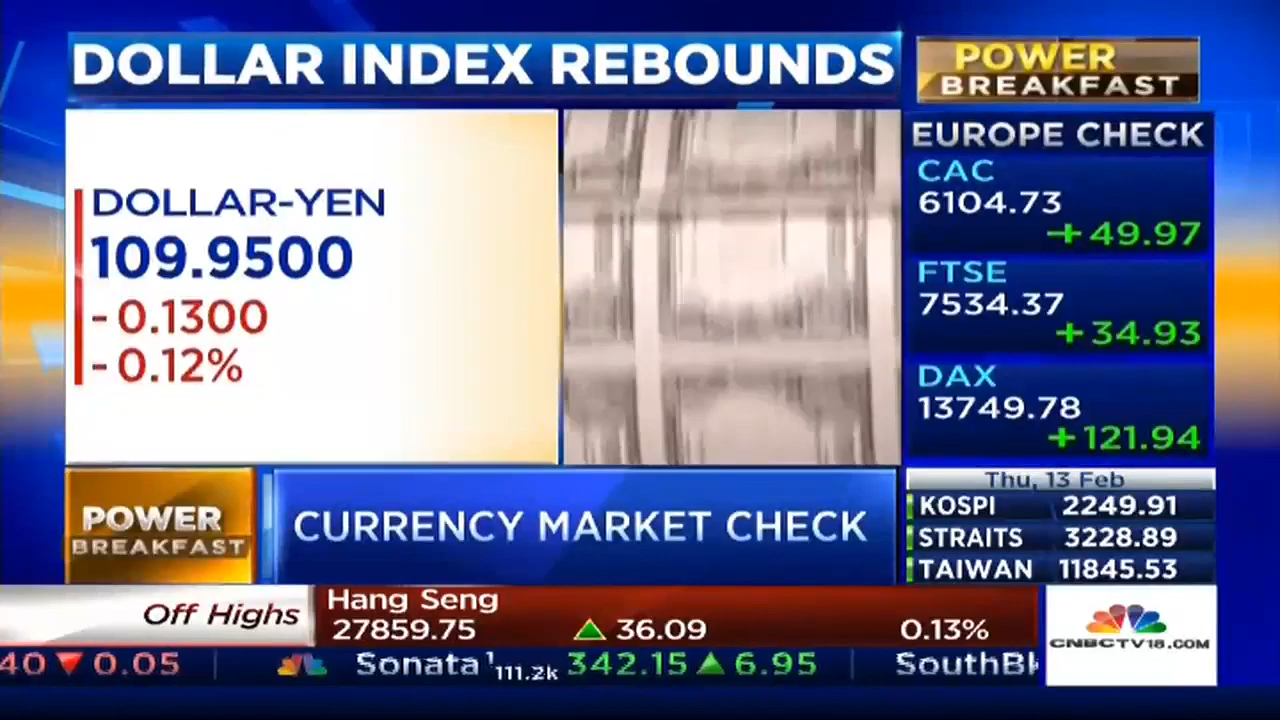 DOLLAR INDEX REBOUNDS
POWER
BREAKFAST
DOLLAR-YEN
109.9500
- 0.1300
- 0.12%
EUROPE CHECK
CAC
6104.73
+ 49.97
FTSE
7534.37
+ 34.93
DAX
13749.78
+ 121.94
Thu, 13 Feb
KOSPI 2249.91
STRAITS 3228.89
TAIWAN 11845.53
POWER
BREAKFAST
CURRENCY MARKET CHECK
Off Highs
Hang Seng
27859.75 ▲ 36.09 0.13%
CNBCTV18.COM
40 ▼ 0.05 Sonata¹ 111.2k 342.15 ▲ 6.95 SouthBk